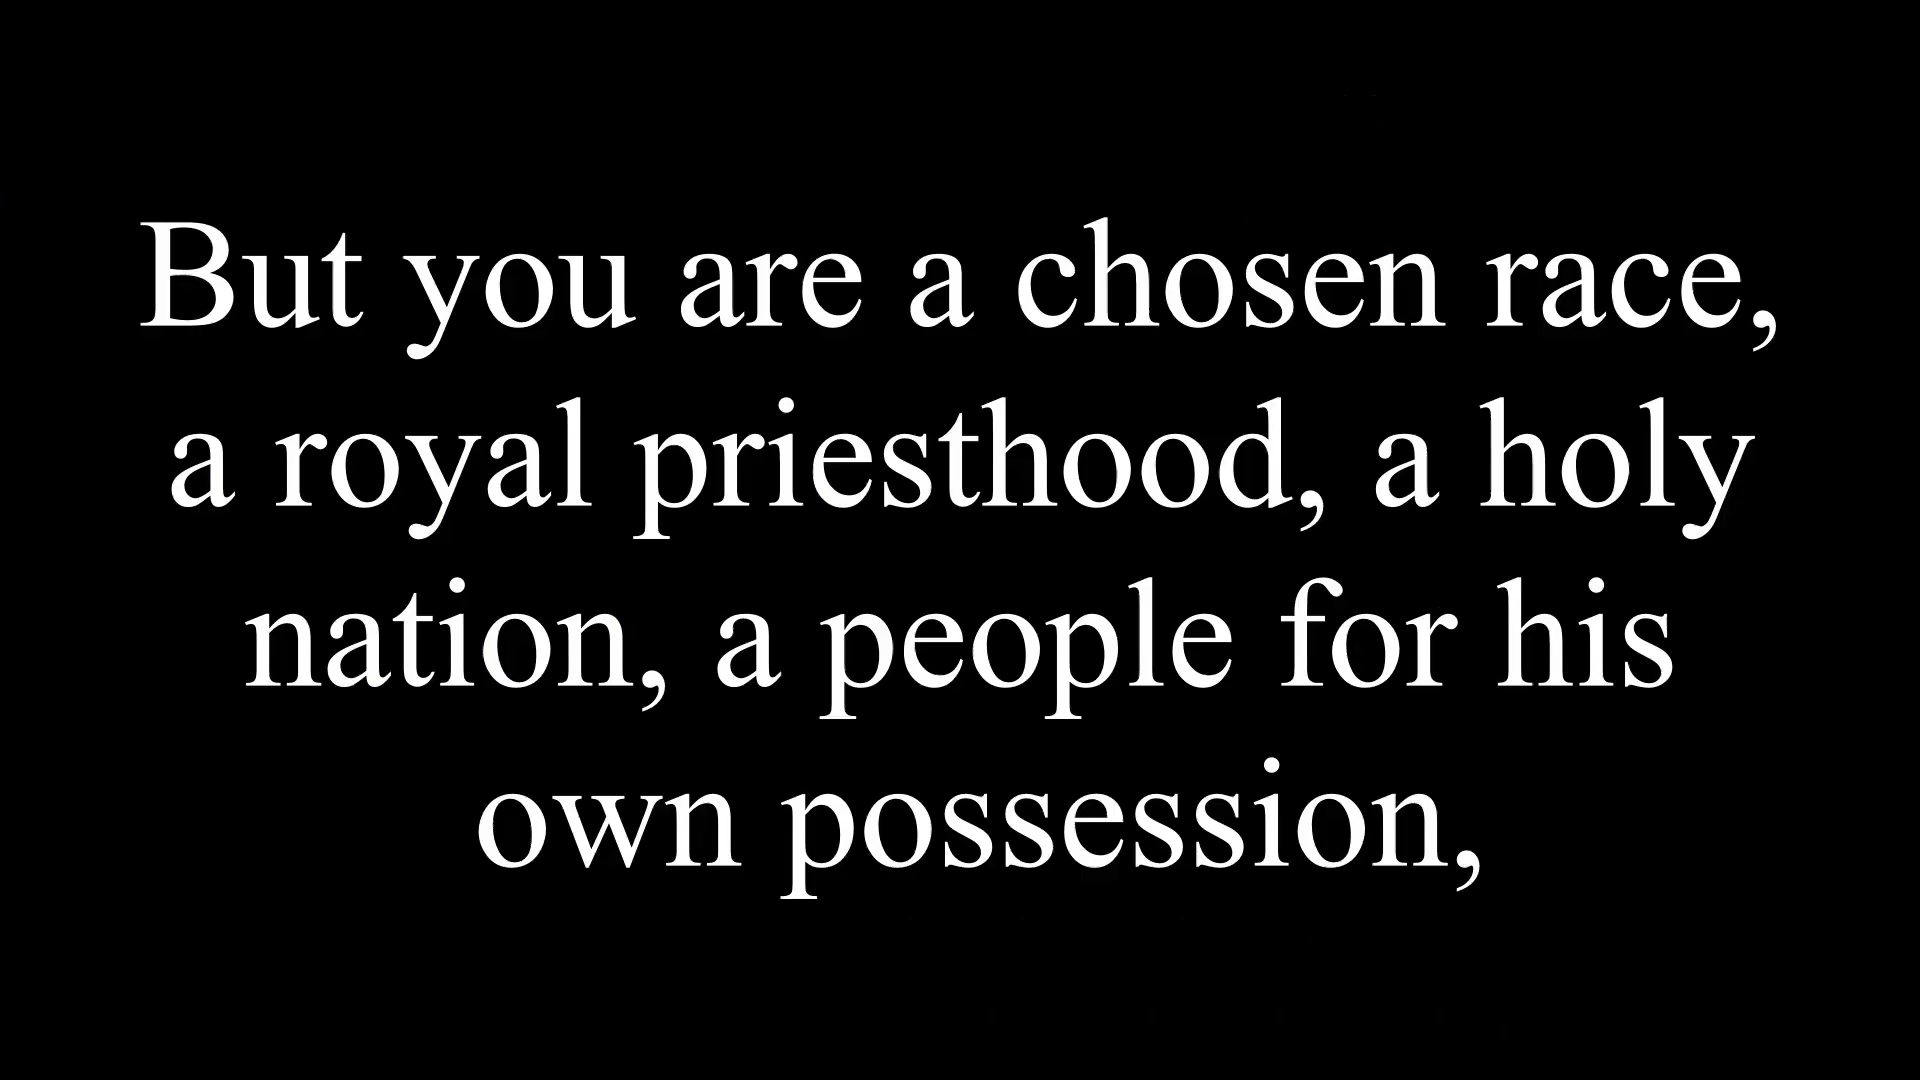 But you are a chosen race,
a royal priesthood, a holy
nation, a people for his
own possession,